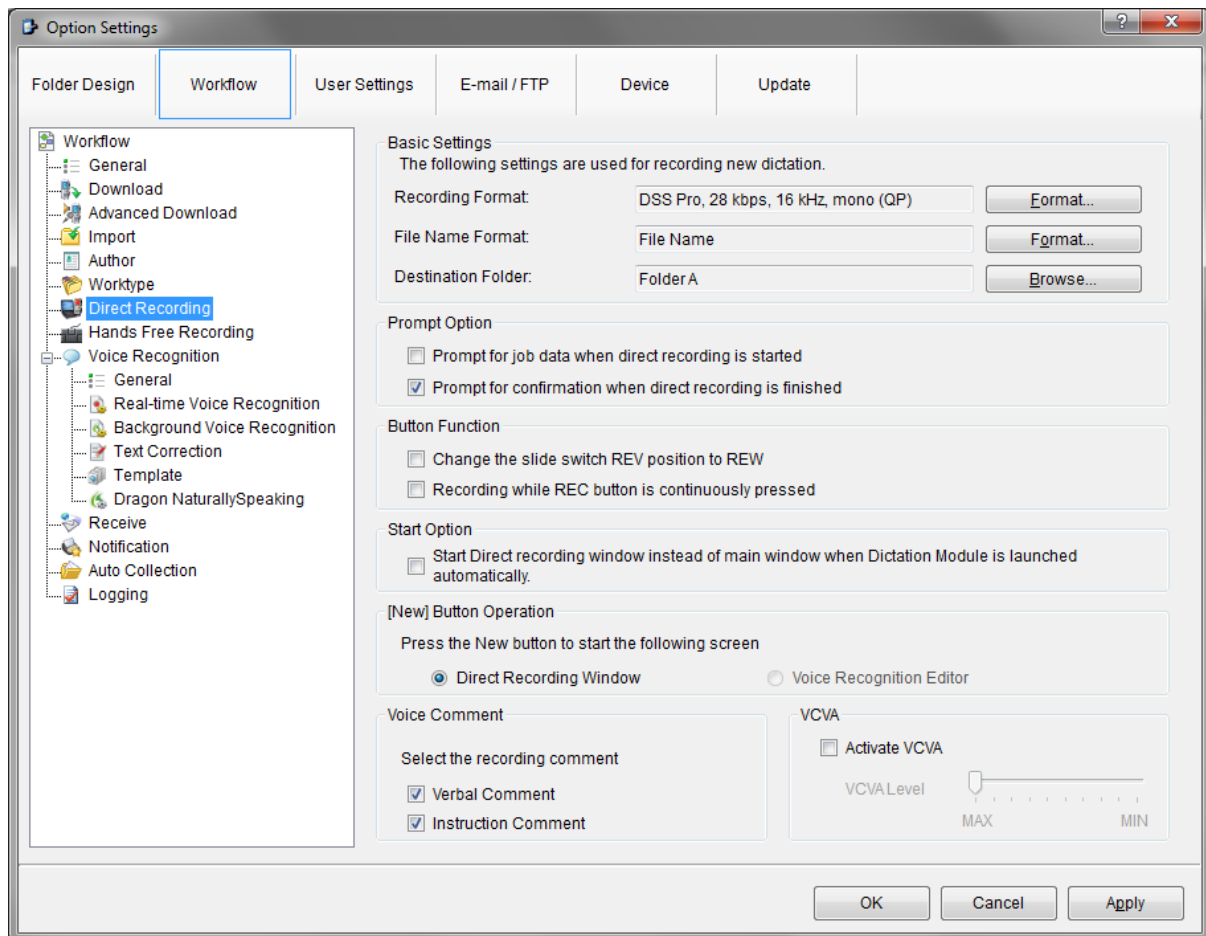 Option Settings
?
Folder Design
Workflow
User Settings
E-mail / FTP
Device
Update
Workflow
General
Download
Advanced Download
Import
Author
Worktype
Direct Recording
Hands Free Recording
Voice Recognition
General
Real-time Voice Recognition
Background Voice Recognition
Text Correction
Template
Dragon NaturallySpeaking
Receive
Notification
Auto Collection
Logging
Basic Settings
The following settings are used for recording new dictation.
Recording Format: DSS Pro, 28 kbps, 16 kHz, mono (QP) Format...
File Name Format: File Name Format...
Destination Folder: Folder A Browse...
Prompt Option
Prompt for job data when direct recording is started
Prompt for confirmation when direct recording is finished
Button Function
Change the slide switch REV position to REW
Recording while REC button is continuously pressed
Start Option
Start Direct recording window instead of main window when Dictation Module is launched
automatically.
[New] Button Operation
Press the New button to start the following screen
Direct Recording Window
Voice Recognition Editor
Voice Comment
Select the recording comment
Verbal Comment
Instruction Comment
VCVA
Activate VCVA
VCVA Level
MAX MIN
OK Cancel Apply